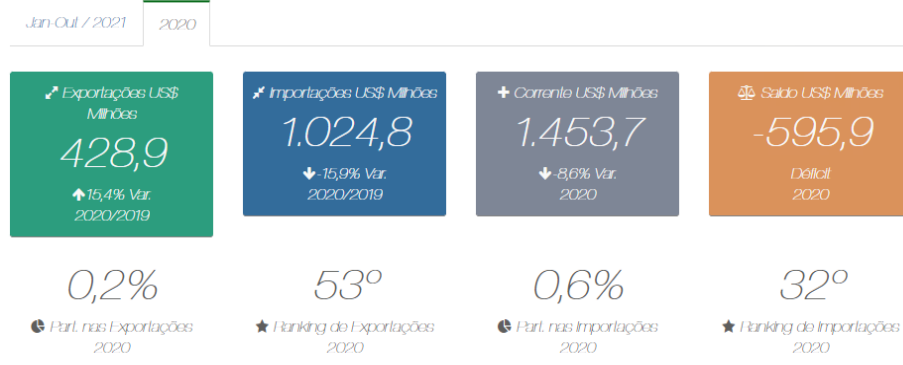 Jan-Out / 2021
2020
Exportações US$
Milhões
428,9
15,4% Var.
2020/2019
Importações US$ Milhões
1.024,8
-15,9% Var.
2020/2019
Corrente US$ Milhões
1.453,7
-8,6% Var.
2020
Saldo US$ Milhões
-595,9
Déficit
2020
0,2%
Part. nas Exportações
2020
53º
Ranking de Exportações
2020
0,6%
Part. nas Importações
2020
32º
Ranking de Importações
2020